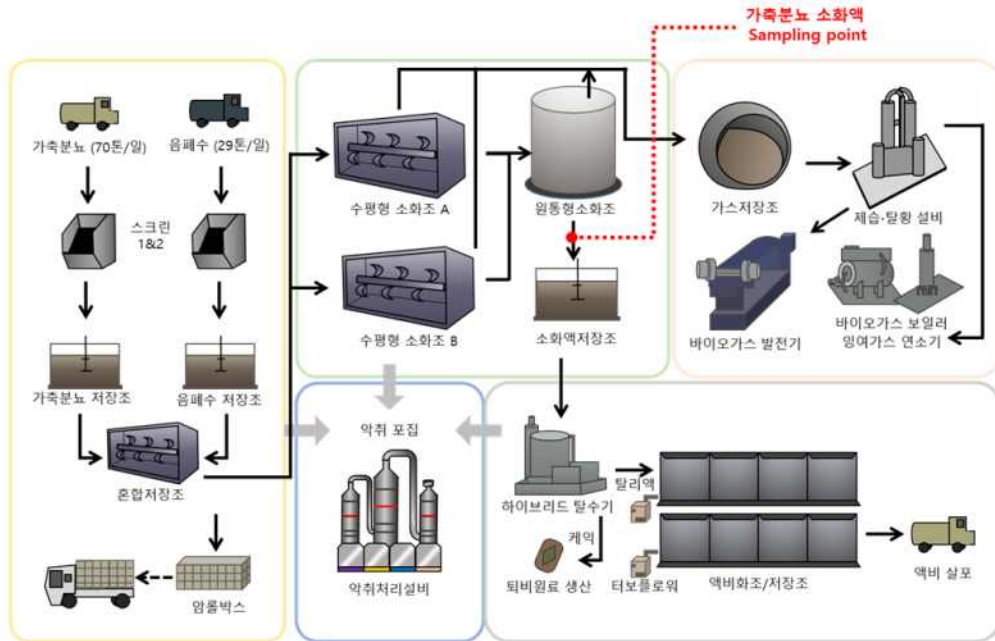 가축분뇨 소화액
Sampling point
가축분뇨 (70톤/일)
음폐수 (29톤/일)
스크린
1&2
가축분뇨 저장조
음폐수 저장조
혼합저장조
암롤박스
수평형 소화조 A
수평형 소화조 B
원통형소화조
소화액저장조
가스저장조
제습·탈황 설비
바이오가스 발전기
바이오가스 보일러
잉여가스 연소기
악취 포집
악취처리설비
하이브리드 탈수기
탈리액
케익
퇴비원료 생산
터보플로워
액비화조/저장조
액비 살포